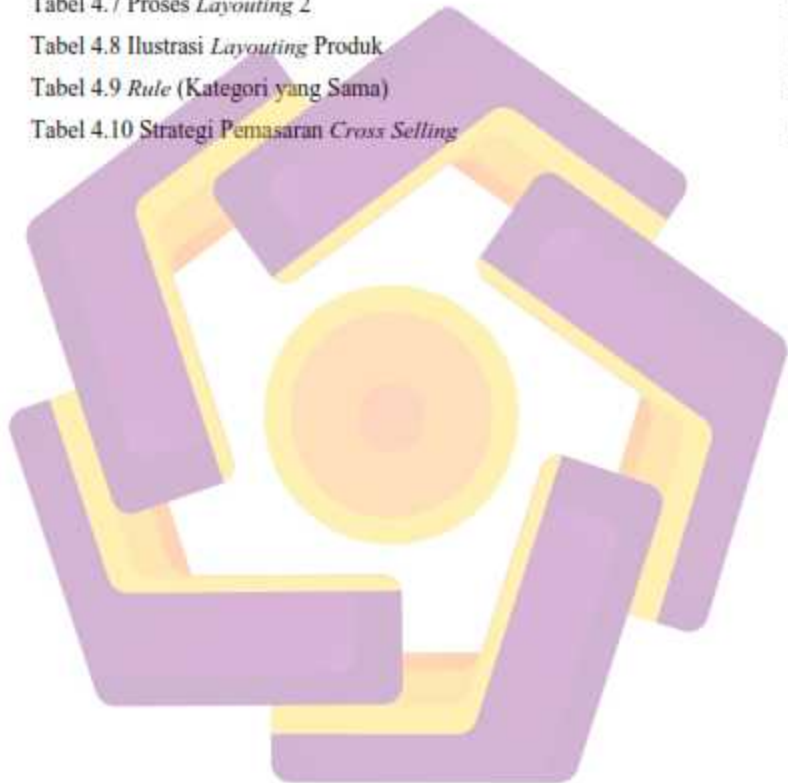 Tabel 4.7 Proses Layouting 2
Tabel 4.8 Ilustrasi Layouting Produk
Tabel 4.9 Rule (Kategori yang Sama)
Tabel 4.10 Strategi Pemasaran Cross Selling